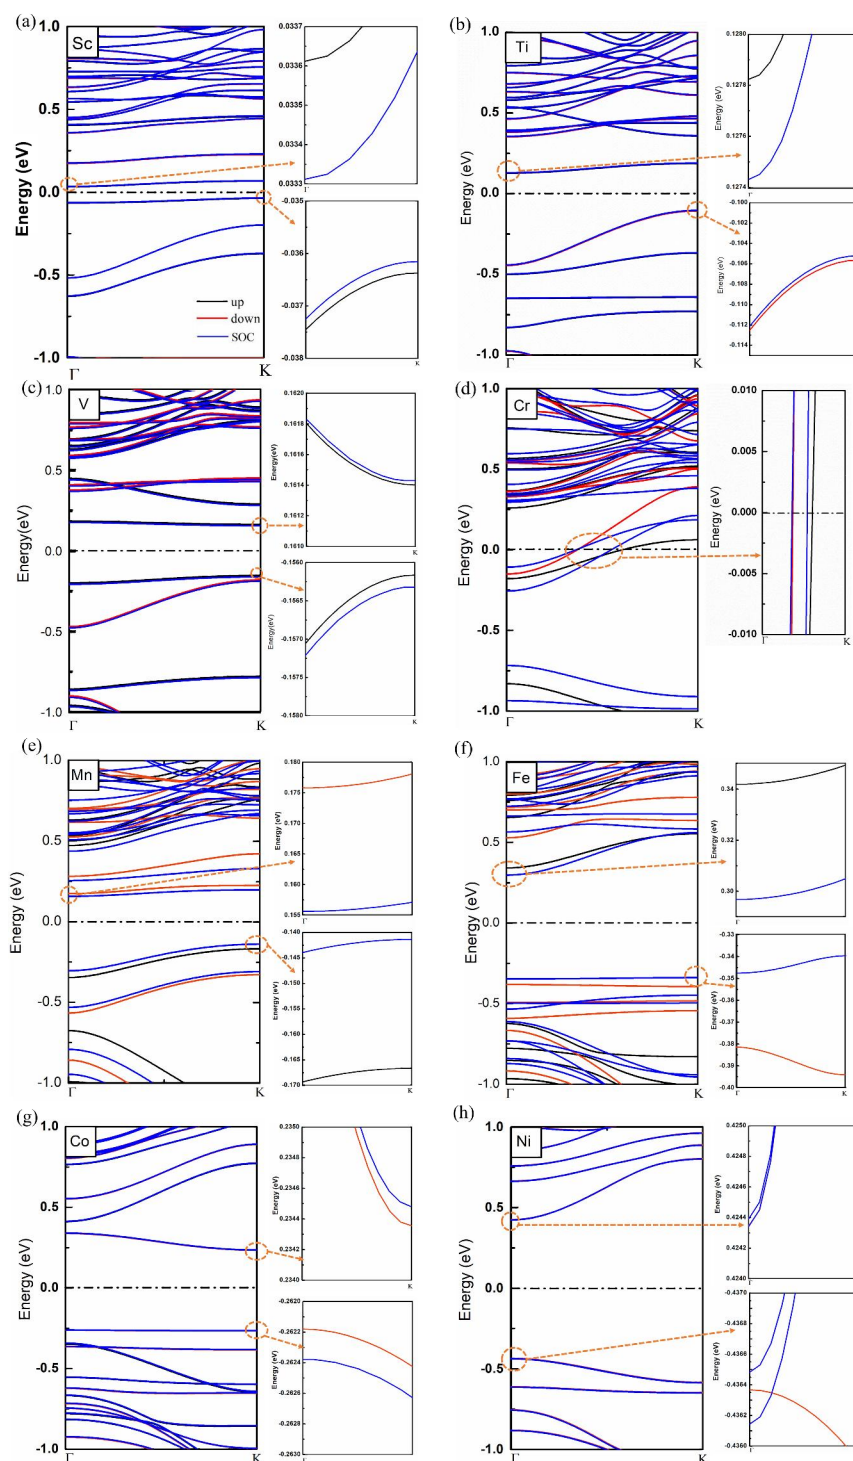 (a)
Sc
Energy (eV)
1.0
0.5
0.0
-0.5
-1.0
up
down
SOC
Γ
K
0.0337
0.0336
0.0335
0.0334
0.0333
Γ
-0.035
-0.036
-0.037
-0.038
K
(b)
Ti
Energy (eV)
1.0
0.5
0.0
-0.5
-1.0
Γ
K
Energy (eV)
0.1280
0.1278
0.1276
0.1274
Γ
Energy (eV)
-0.100
-0.102
-0.104
-0.106
-0.108
-0.110
-0.112
-0.114
K
(c)
V
Energy(eV)
1.0
0.5
0.0
-0.5
-1.0
Γ
K
Energy(eV)
0.1620
0.1618
0.1614
0.1611
0.1610
K
Energy(eV)
-0.1560
-0.1565
-0.1570
-0.1575
-0.1580
K
(d)
Cr
Energy (eV)
1.0
0.5
0.0
-0.5
-1.0
Γ
K
Energy (eV)
0.010
0.005
0.000
-0.005
-0.010
Γ
K
(e)
Mn
Energy (eV)
1.0
0.5
0.0
-0.5
-1.0
Γ
K
Energy (eV)
0.180
0.175
0.165
0.160
0.155
Γ
Energy (eV)
-0.140
-0.145
-0.150
-0.160
-0.165
-0.170
K
(f)
Fe
Energy (eV)
1.0
0.5
0.0
-0.5
-1.0
Γ
K
Energy (eV)
0.34
0.34
0.30
Γ
Energy (eV)
-0.33
-0.34
-0.35
-0.38
-0.39
-0.40
K
(g)
Co
Energy (eV)
1.0
0.5
0.0
-0.5
-1.0
Γ
K
Energy (eV)
0.2350
0.2348
0.2346
0.2344
0.2342
0.2340
K
Energy (eV)
-0.2620
-0.2622
-0.2624
-0.2626
-0.2628
-0.2630
Γ
(h)
Ni
Energy (eV)
1.0
0.5
0.0
-0.5
-1.0
Γ
K
Energy (eV)
0.4250
0.4248
0.4246
0.4244
0.4242
0.4240
Γ
Energy (eV)
-0.4370
-0.4368
-0.4366
-0.4364
-0.4362
-0.4360
Γ